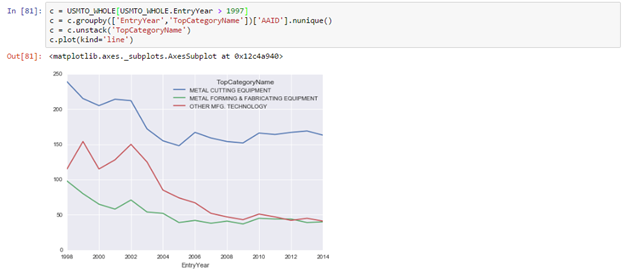 In [81]: c = USMTO_WHOLE[USMTO_WHOLE.EntryYear > 1997]
c = c.groupby(['EntryYear','TopCategoryName'])['AAID'].nunique()
c = c.unstack('TopCategoryName')
c.plot(kind='line')
Out[81]: <matplotlib.axes._subplots.AxesSubplot at 0x12c4a940>
TopCategoryName
METAL CUTTING EQUIPMENT
METAL FORMING & FABRICATING EQUIPMENT
OTHER MFG. TECHNOLOGY
250
200
150
100
50
0
1998 2000 2002 2004 2006 2008 2010 2012 2014
EntryYear